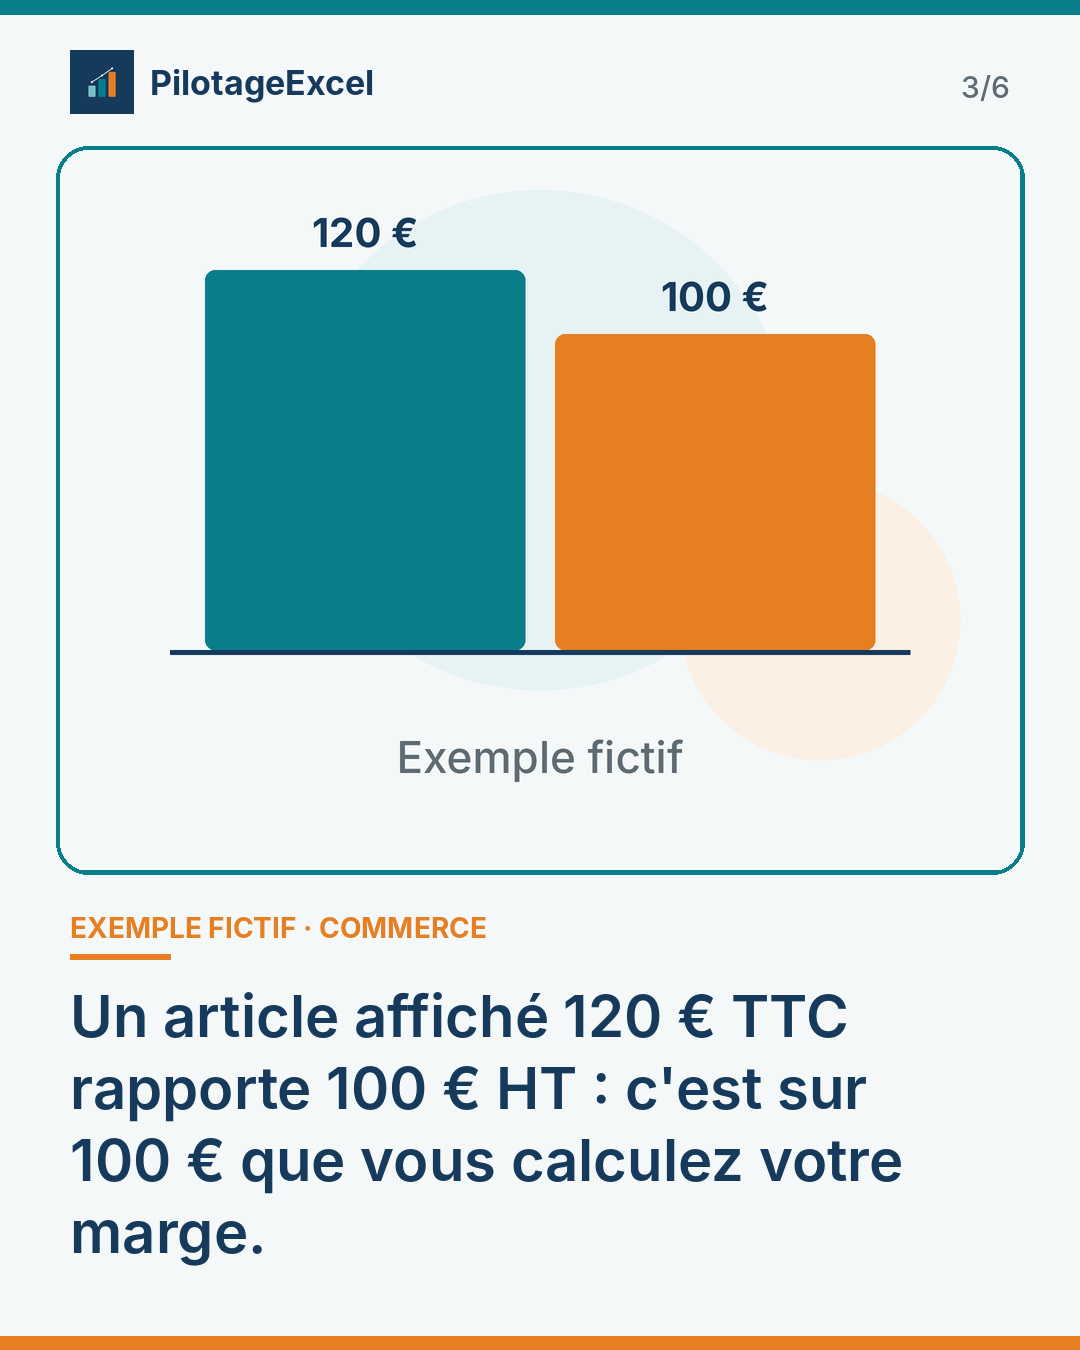 PilotageExcel
3/6
120 €
100 €
Exemple fictif
EXEMPLE FICTIF · COMMERCE
Un article affiché 120 € TTC
rapporte 100 € HT : c'est sur
100 € que vous calculez votre
marge.